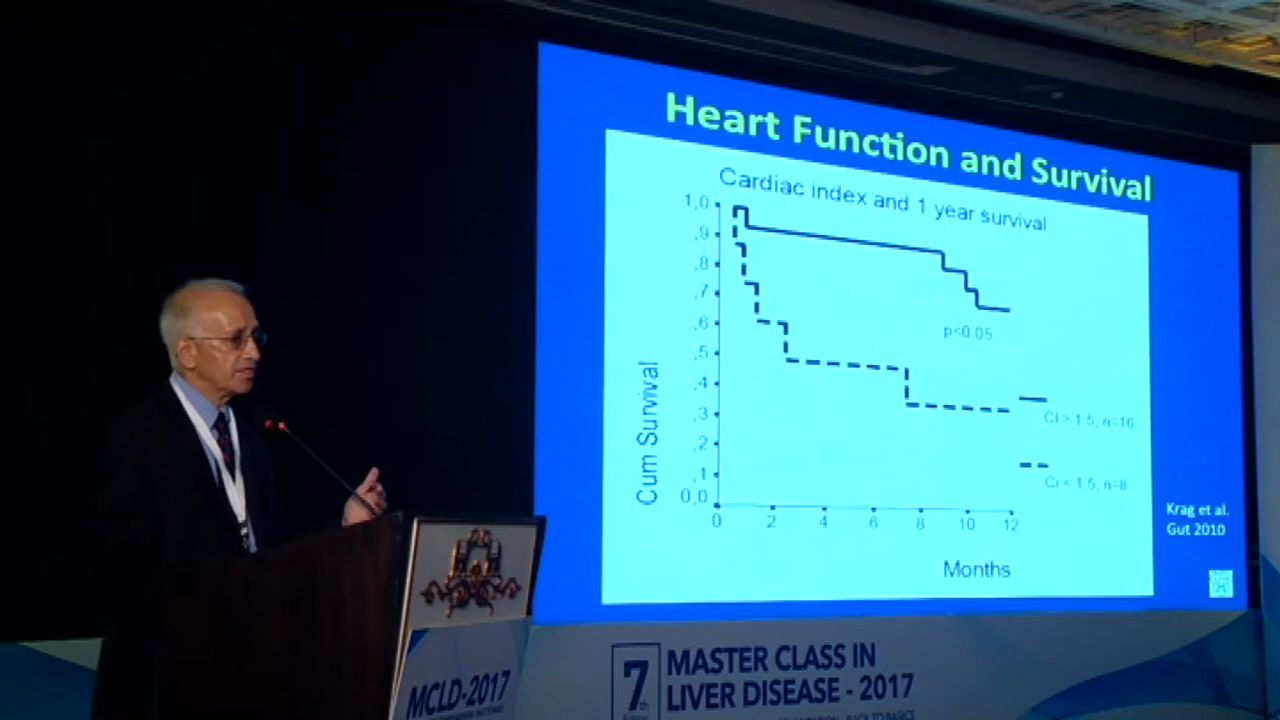 Heart Function and Survival
Cardiac index and 1 year survival
1,0
,9
,8
,7
,6
,5
,4
,3
,2
,1
0,0
Cum Survival
p<0.05
CI > 1.5, n=16
CI < 1.5, n=8
0 2 4 6 8 10 12
Months
Krag et al.
Gut 2010
MCLD-2017
7th
MASTER CLASS IN
LIVER DISEASE - 2017
BACK TO BASICS